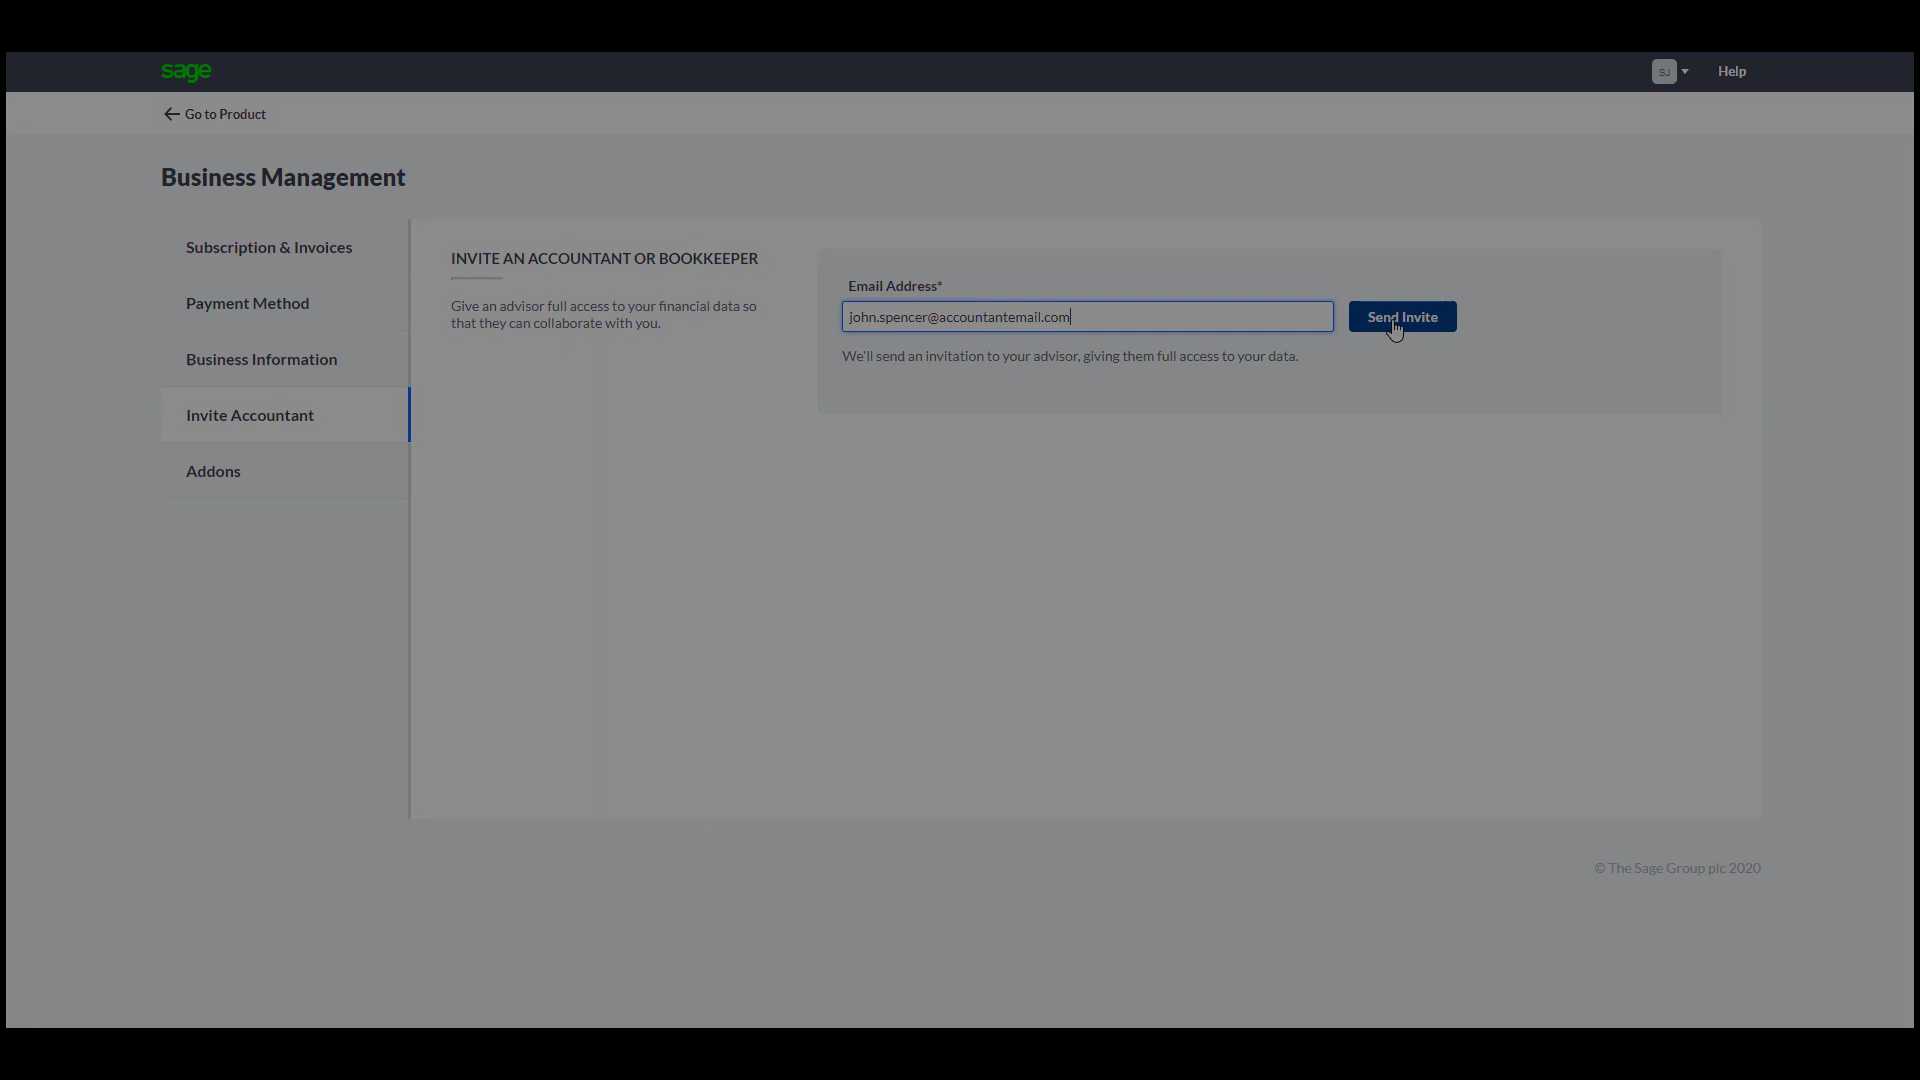 sage
SJ
Help
Go to Product
Business Management
Subscription & Invoices
Payment Method
Business Information
Invite Accountant
Addons
INVITE AN ACCOUNTANT OR BOOKKEEPER
Give an advisor full access to your financial data so
that they can collaborate with you.
Email Address*
john.spencer@accountantemail.com
Send Invite
We'll send an invitation to your advisor, giving them full access to your data.
© The Sage Group plc 2020